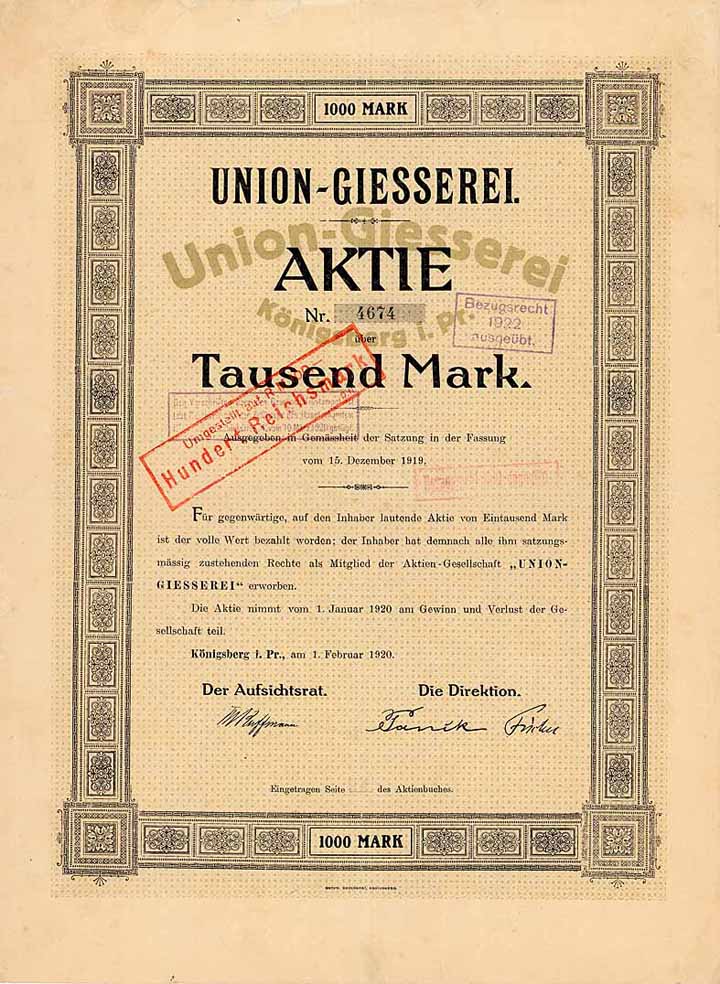 1000 MARK
UNION-GIESSEREI.
Union-Giesserei
Königsberg i. Pr.
AKTIE
Nr. 4674
Bezugsrecht
1922
ausgeübt.
über
Tausend Mark.
Umgestellt auf
Hundert Reichsmark
Ausgegeben in Gemässheit der Satzung in der Fassung
vom 15. Dezember 1919.
Für gegenwärtige, auf den Inhaber lautende Aktie von Eintausend Mark
ist der volle Wert bezahlt worden; der Inhaber hat demnach alle ihm satzungs-
mässig zustehenden Rechte als Mitglied der Aktien-Gesellschaft „UNION-
GIESSEREI“ erworben.
Die Aktie nimmt vom 1. Januar 1920 am Gewinn und Verlust der Ge-
sellschaft teil.
Königsberg i. Pr., am 1. Februar 1920.
Der Aufsichtsrat. Die Direktion.
Eingetragen Seite des Aktienbuches.
1000 MARK